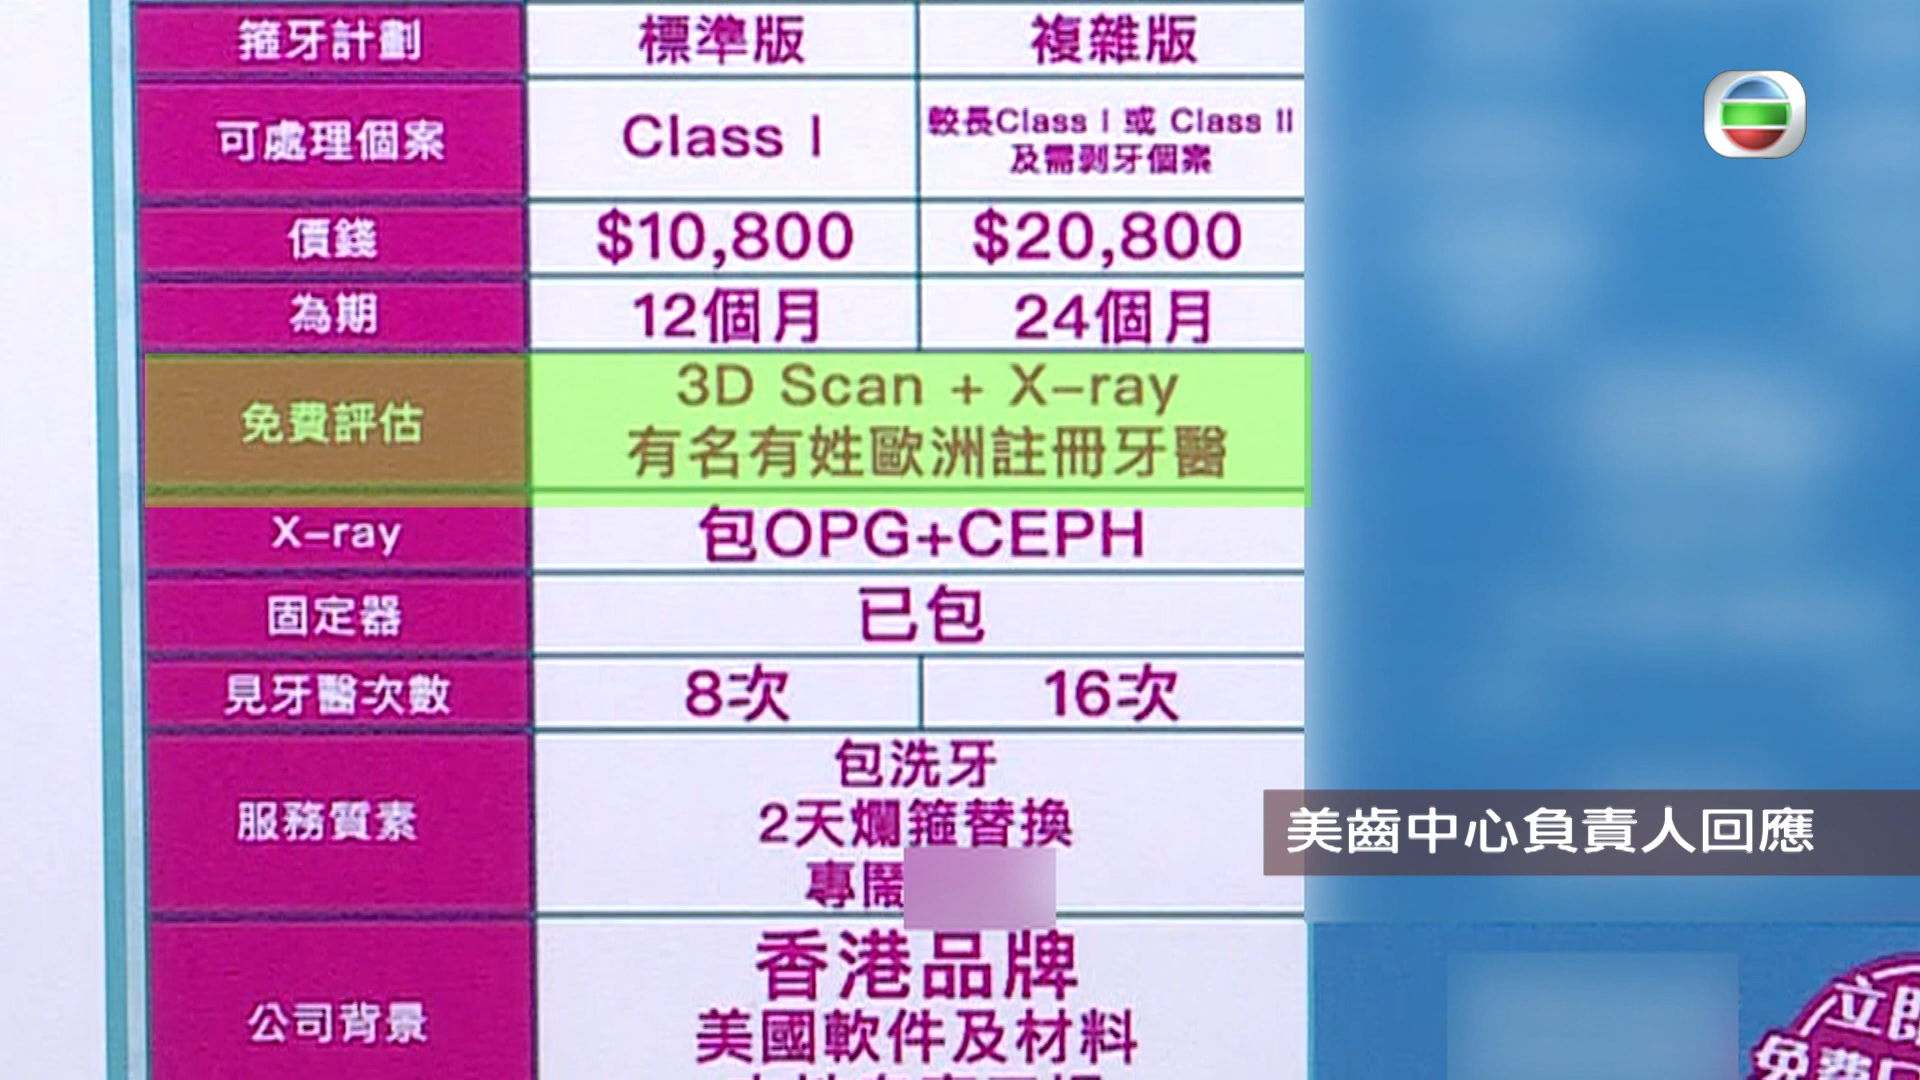 箍牙計劃 標準版 複雜版
可處理個案 Class I 較長Class I 或 Class II
及需剝牙個案
價錢 $10,800 $20,800
為期 12個月 24個月
免費評估 3D Scan + X-ray
有名有姓歐洲註冊牙醫
X-ray 包OPG+CEPH
固定器 已包
見牙醫次數 8次 16次
服務質素 包洗牙
2天爛箍替換
專鬧
美齒中心負責人回應
公司背景 香港品牌
美國軟件及材料
立即
免費